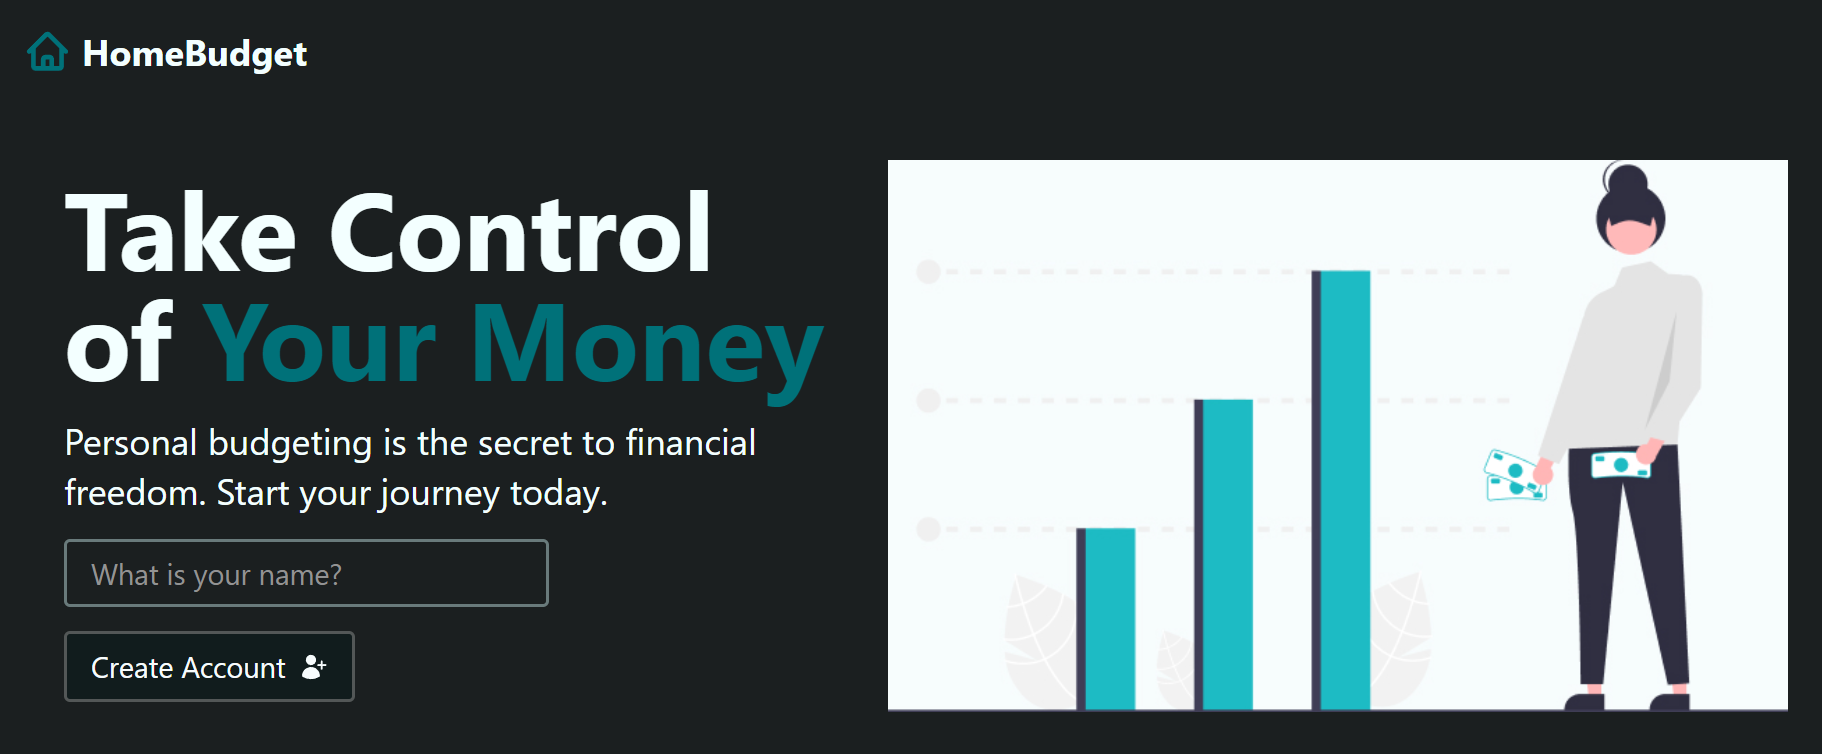 HomeBudget
Take Control
of Your Money
Personal budgeting is the secret to financial
freedom. Start your journey today.
What is your name?
Create Account